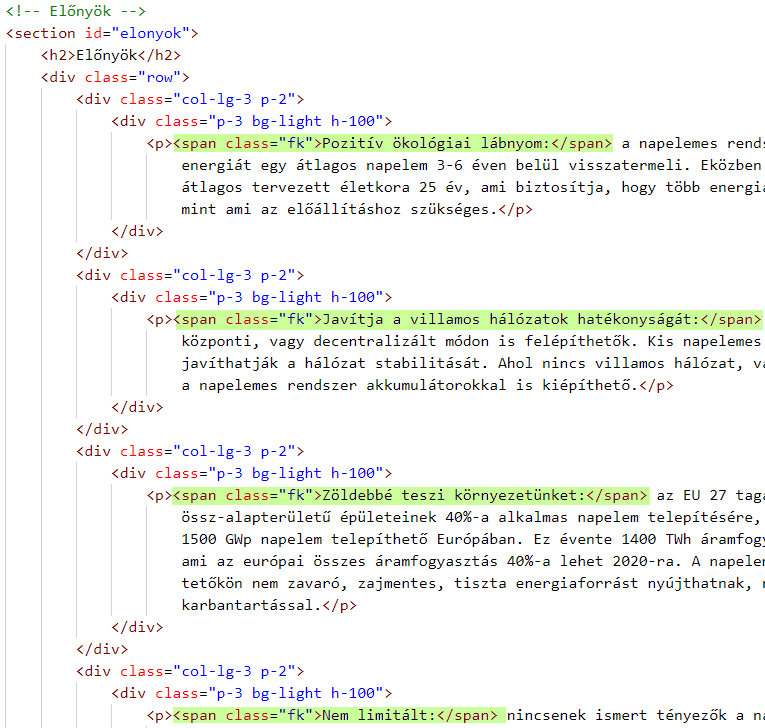 <!-- Előnyök -->
<section id="elonyok">
<h2>Előnyök</h2>
<div class="row">
<div class="col-lg-3 p-2">
<div class="p-3 bg-light h-100">
<p><span class="fk">Pozitív ökológiai lábnyom:</span> a napelemes
energiát egy átlagos napelem 3-6 éven belül visszatermeli. Eközben
átlagos tervezett életkora 25 év, ami biztosítja, hogy több
mint ami az előállításhoz szükséges.</p>
</div>
</div>
<div class="col-lg-3 p-2">
<div class="p-3 bg-light h-100">
<p><span class="fk">Javítja a villamos hálózatok hatékonyságát:</span>
központi, vagy decentralizált módon is felépíthetők. Kis napelemes
javíthatják a hálózat stabilitását. Ahol nincs villamos hálózat,
a napelemes rendszer akkumulátorokkal is kiépíthető.</p>
</div>
</div>
<div class="col-lg-3 p-2">
<div class="p-3 bg-light h-100">
<p><span class="fk">Zöldebbé teszi környezetünket:</span> az EU 27
össz-alapterületű épületeinek 40%-a alkalmas napelem telepítésére,
1500 GWp napelem telepíthető Európában. Ez évente 1400 TWh
ami az európai összes áramfogyasztás 40%-a lehet 2020-ra. A
tetőkön nem zavaró, zajmentes, tiszta energiaforrást nyújthatnak,
karbantartással.</p>
</div>
</div>
<div class="col-lg-3 p-2">
<div class="p-3 bg-light h-100">
<p><span class="fk">Nem limitált:</span> nincsenek ismert tényezők a